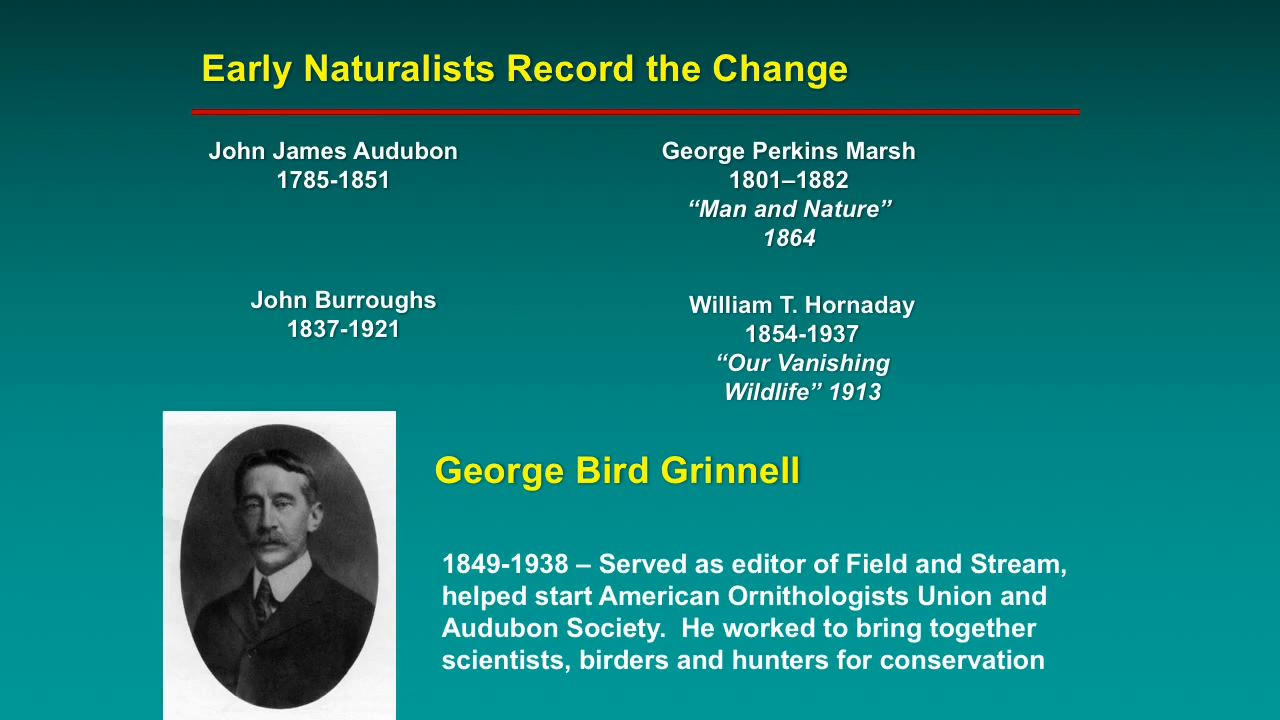 Early Naturalists Record the Change
John James Audubon
1785-1851
George Perkins Marsh
1801–1882
“Man and Nature”
1864
John Burroughs
1837-1921
William T. Hornaday
1854-1937
“Our Vanishing
Wildlife” 1913
George Bird Grinnell
1849-1938 – Served as editor of Field and Stream,
helped start American Ornithologists Union and
Audubon Society.  He worked to bring together
scientists, birders and hunters for conservation